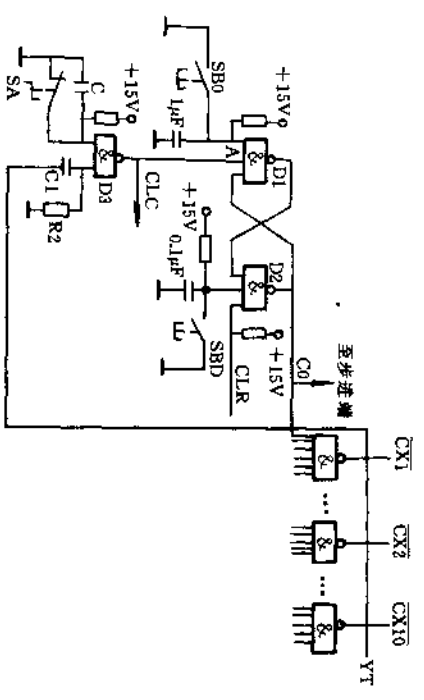 +15V
SB0
1μF
A
&
D1
+15V
C
SA
&
D3
C1
R2
CLC
+15V
0.1μF
&
D2
SBD
+15V
CLR
C0
至步进端
&
CX1
...
&
CX2
...
&
CX10
YT